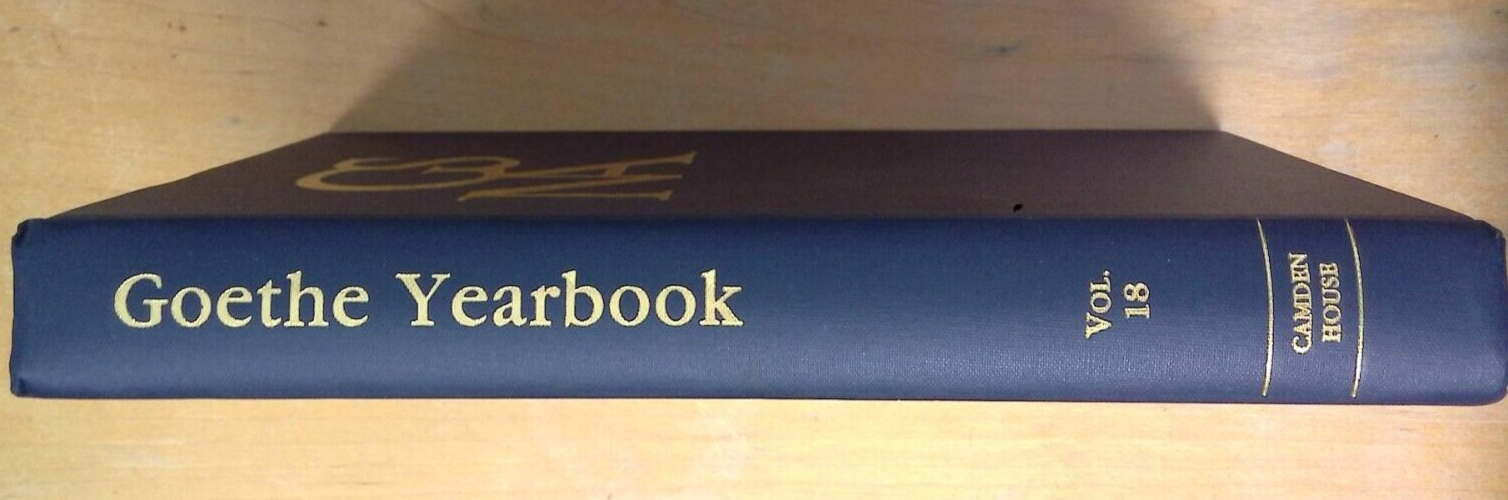 Goethe Yearbook
VOL.
18
CAMDEN
HOUSE